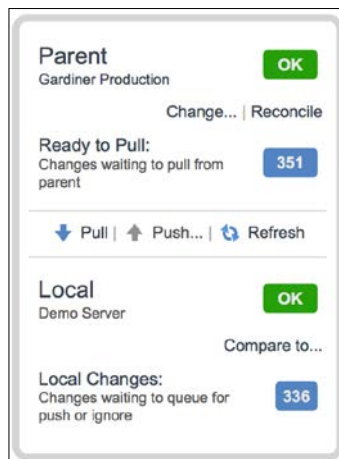 Parent
OK
Gardiner Production
Change... | Reconcile
Ready to Pull:
Changes waiting to pull from
parent
351
Pull | Push... | Refresh
Local
OK
Demo Server
Compare to...
Local Changes:
Changes waiting to queue for
push or ignore
336